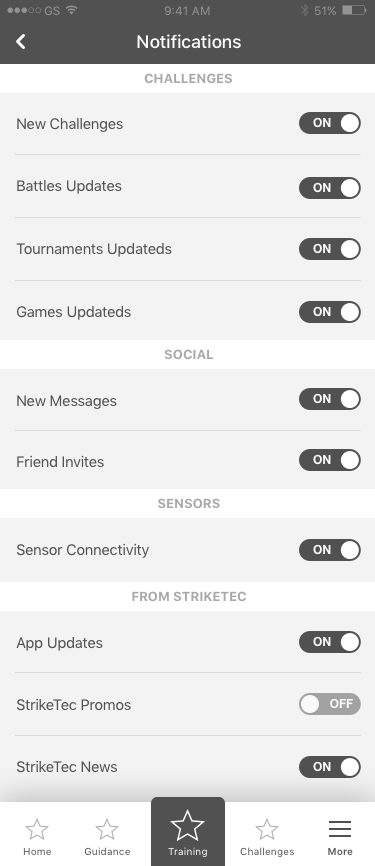 GS 9:41 AM 51%
Notifications
CHALLENGES
New Challenges ON
Battles Updates ON
Tournaments Updateds ON
Games Updateds ON
SOCIAL
New Messages ON
Friend Invites ON
SENSORS
Sensor Connectivity ON
FROM STRIKETEC
App Updates ON
StrikeTec Promos OFF
StrikeTec News ON
Home Guidance Training Challenges More